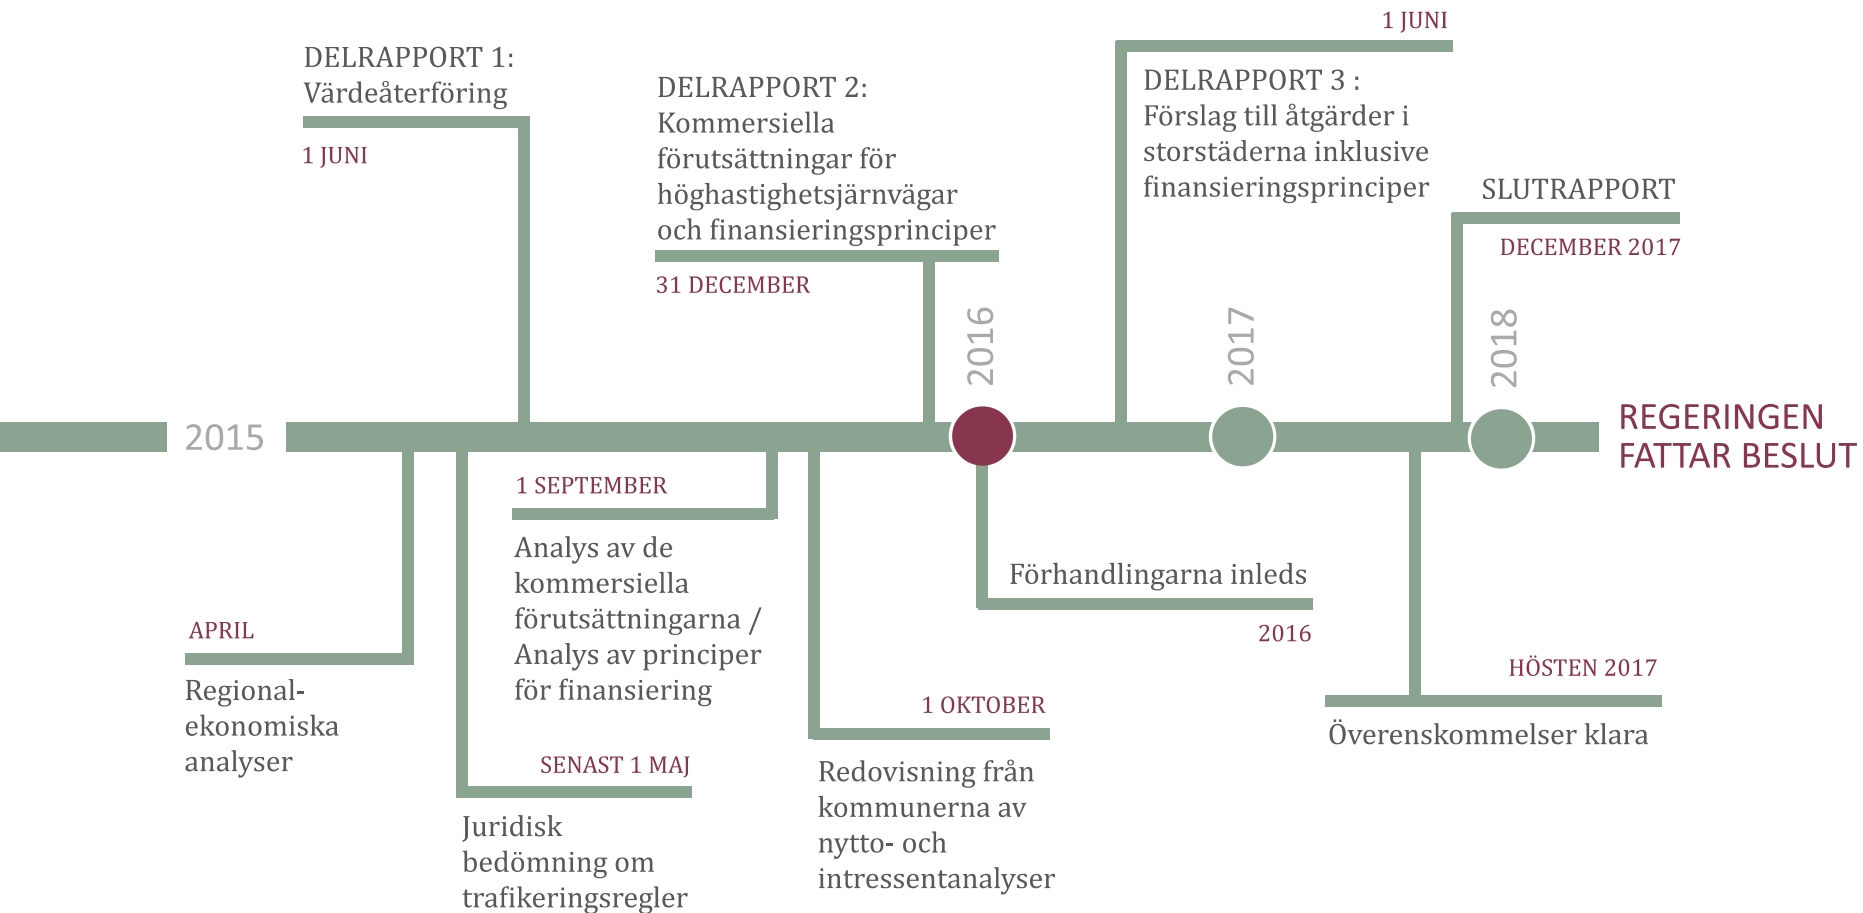 DELRAPPORT 1:
Värdeåterföring
1 JUNI
DELRAPPORT 2:
Kommersiella
förutsättningar för
höghastighetsjärnvägar
och finansieringsprinciper
31 DECEMBER
1 JUNI
DELRAPPORT 3 :
Förslag till åtgärder i
storstäderna inklusive
finansieringsprinciper
SLUTRAPPORT
DECEMBER 2017
2015
2016
2017
2018
REGERINGEN
FATTAR BESLUT
APRIL
Regional-
ekonomiska
analyser
SENAST 1 MAJ
Juridisk
bedömning om
trafikeringsregler
1 SEPTEMBER
Analys av de
kommersiella
förutsättningarna /
Analys av principer
för finansiering
1 OKTOBER
Redovisning från
kommunerna av
nytto- och
intressentanalyser
Förhandlingarna inleds
2016
HÖSTEN 2017
Överenskommelser klara